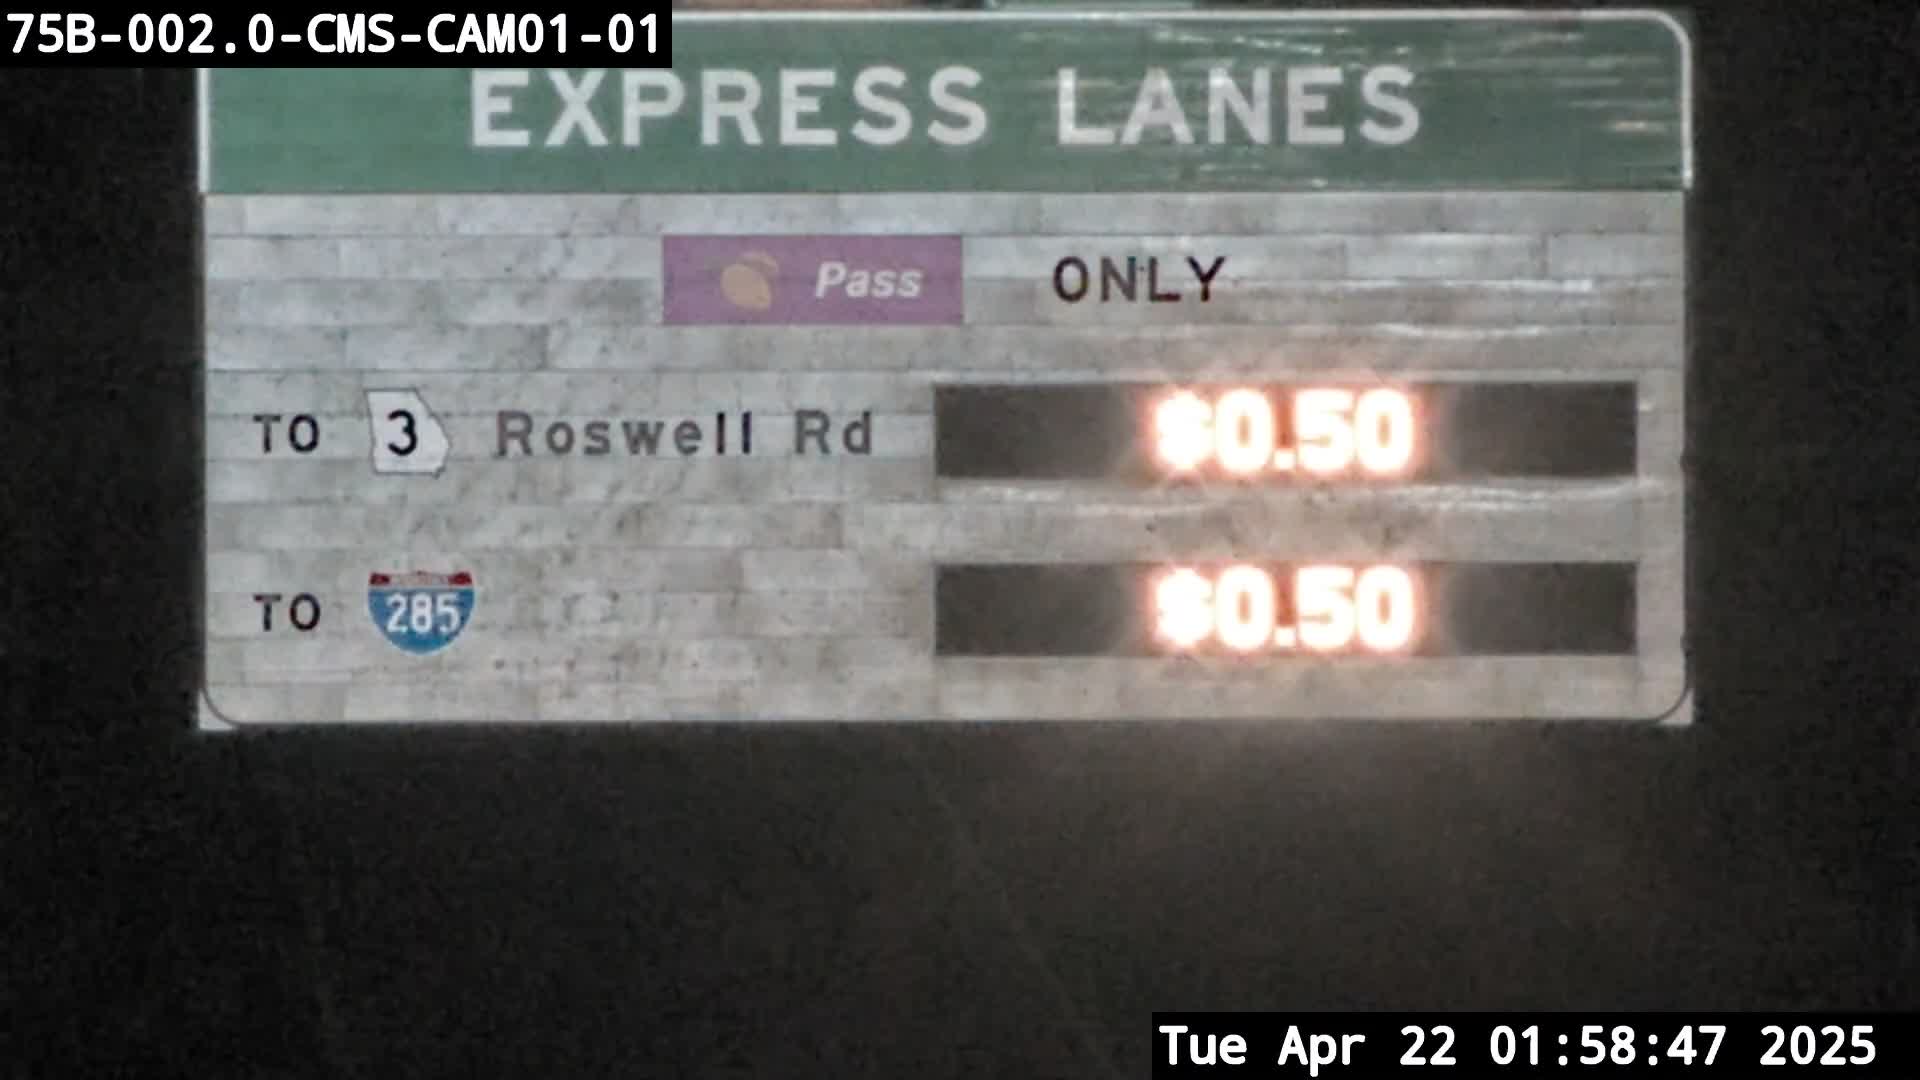 75B-002.0-CMS-CAM01-01
EXPRESS LANES
Pass ONLY
TO 3 Roswell Rd $0.50
TO 285 $0.50
Tue Apr 22 01:58:47 2025